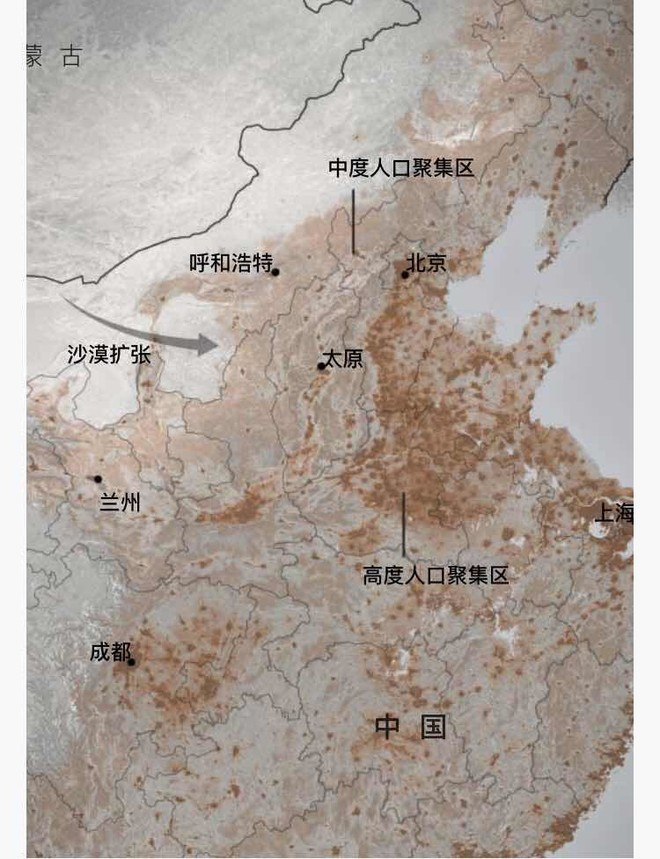 蒙 古
中度人口聚集区
呼和浩特
北京
沙漠扩张
太原
兰州
上海
高度人口聚集区
成都
中 国